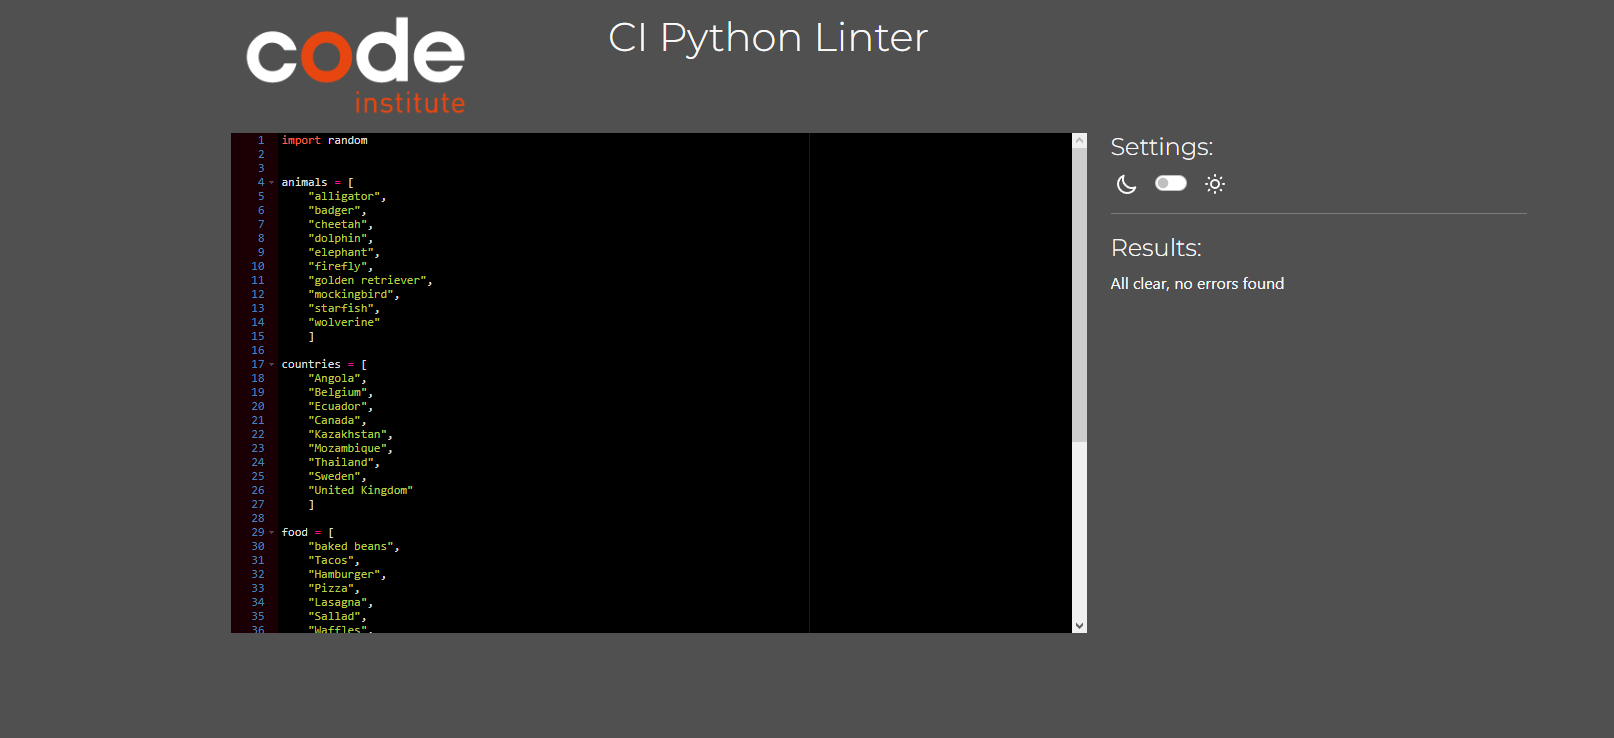 code
institute
CI Python Linter
1 import random
2
3
4 animals = [
5 "alligator",
6 "badger",
7 "cheetah",
8 "dolphin",
9 "elephant",
10 "firefly",
11 "golden retriever",
12 "mockingbird",
13 "starfish",
14 "wolverine"
15 ]
16
17 countries = [
18 "Angola",
19 "Belgium",
20 "Ecuador",
21 "Canada",
22 "Kazakhstan",
23 "Mozambique",
24 "Thailand",
25 "Sweden",
26 "United Kingdom"
27 ]
28
29 food = [
30 "baked beans",
31 "Tacos",
32 "Hamburger",
33 "Pizza",
34 "Lasagna",
35 "Sallad",
36 "Waffles",
Settings:
Results:
All clear, no errors found